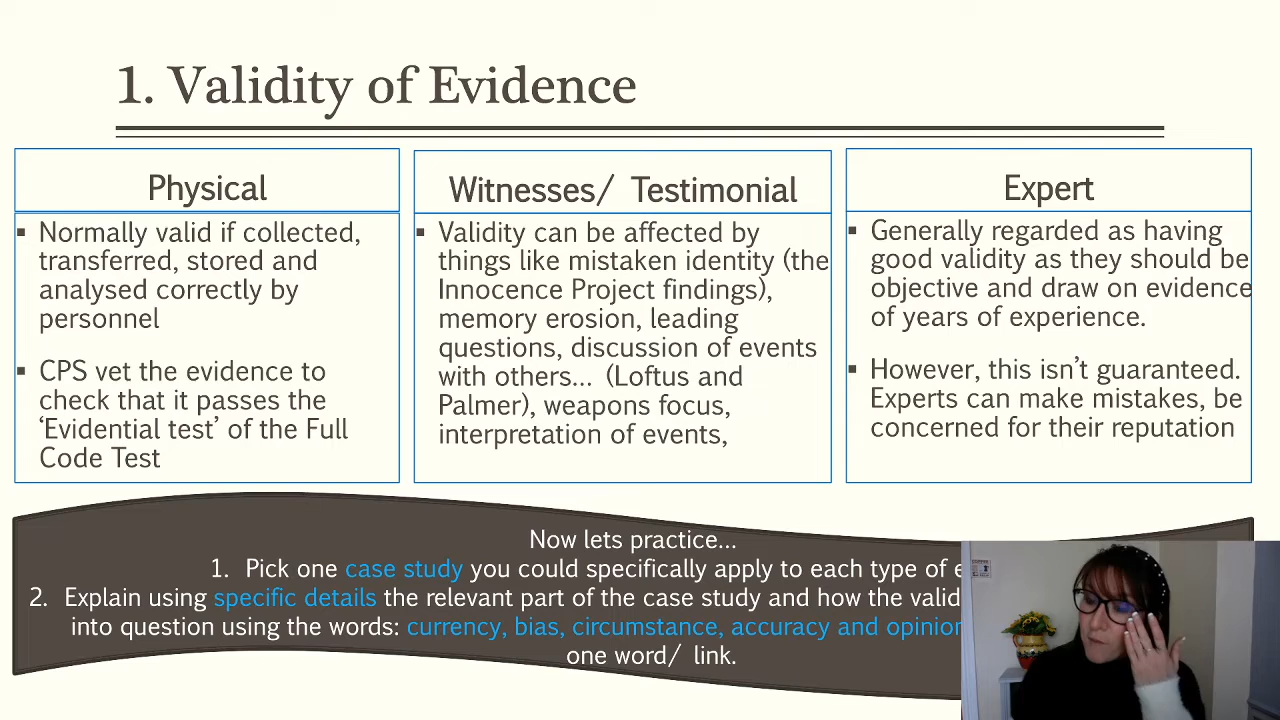 1. Validity of Evidence
Physical
▪ Normally valid if collected,
transferred, stored and
analysed correctly by
personnel
▪ CPS vet the evidence to
check that it passes the
‘Evidential test’ of the Full
Code Test
Witnesses/ Testimonial
▪ Validity can be affected by
things like mistaken identity (the
Innocence Project findings),
memory erosion, leading
questions, discussion of events
with others... (Loftus and
Palmer), weapons focus,
interpretation of events,
Expert
▪ Generally regarded as having
good validity as they should be
objective and draw on evidence
of years of experience.
▪ However, this isn’t guaranteed.
Experts can make mistakes, be
concerned for their reputation
Now lets practice...
1. Pick one case study you could specifically apply to each type of
2. Explain using specific details the relevant part of the case study and how the
into question using the words: currency, bias, circumstance, accuracy and opinion
one word/ link.